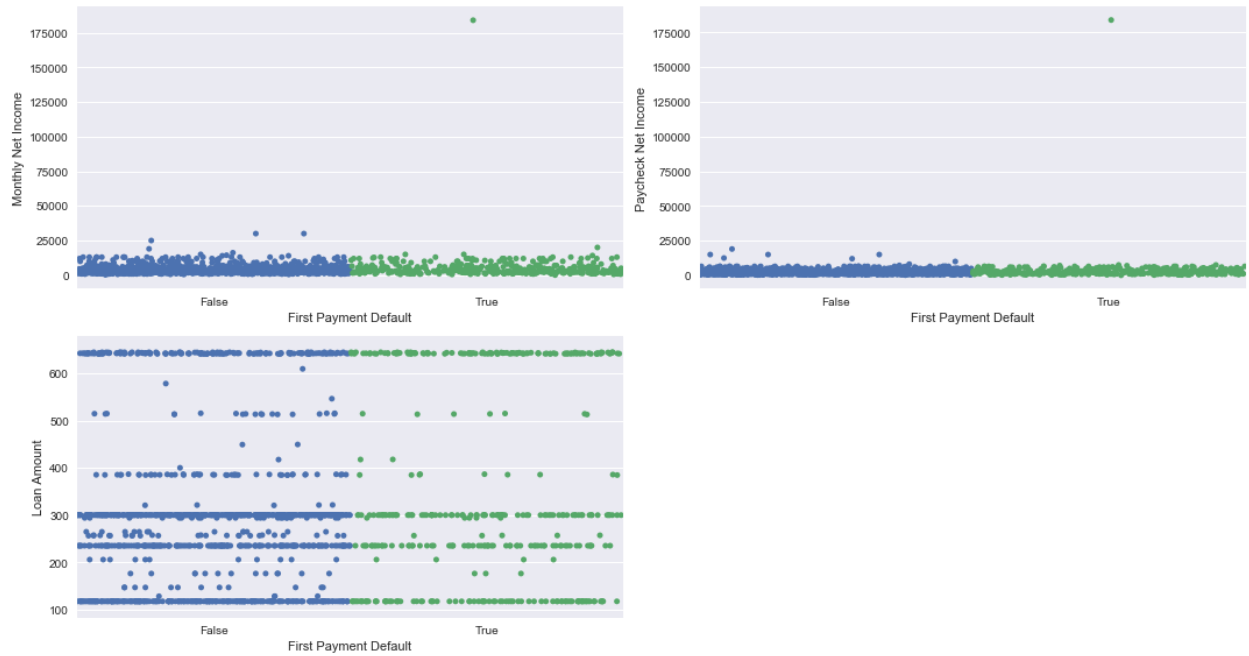 175000
150000
125000
100000
75000
50000
25000
0
Monthly Net Income
False
True
First Payment Default
175000
150000
125000
100000
75000
50000
25000
0
Paycheck Net Income
False
True
First Payment Default
600
500
400
300
200
100
Loan Amount
False
True
First Payment Default